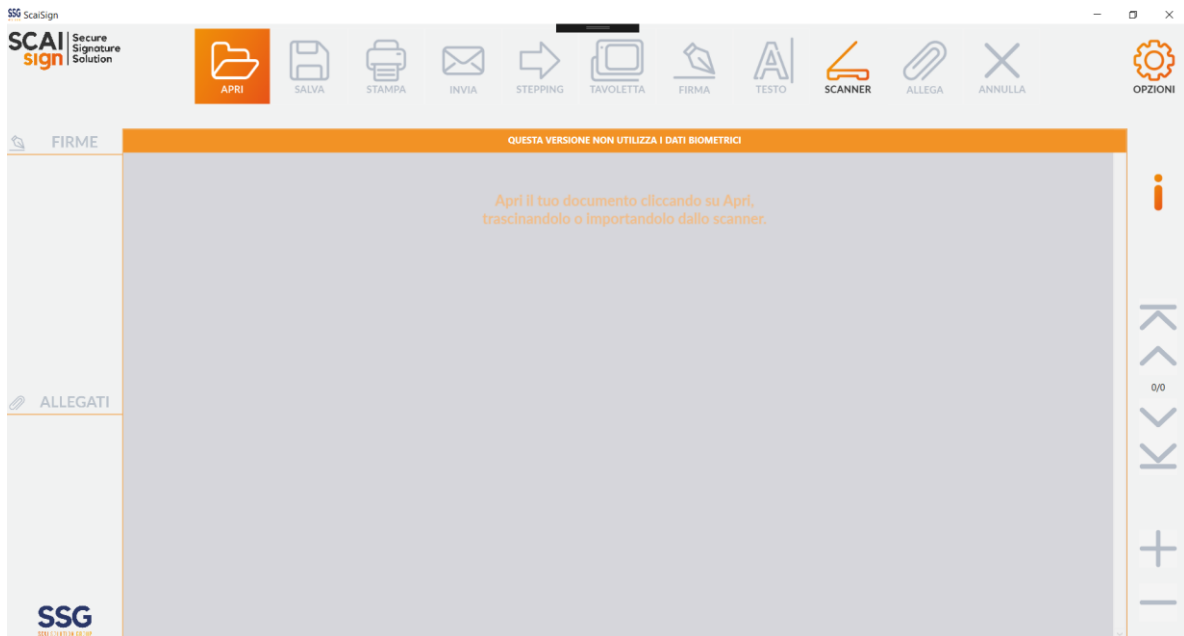 SSG ScaiSign
SCAI sign
Secure
Signature
Solution
APRI
SALVA
STAMPA
INVIA
STEPPING
TAVOLETTA
FIRMA
TESTO
SCANNER
ALLEGA
ANNULLA
OPZIONI
FIRME
QUESTA VERSIONE NON UTILIZZA I DATI BIOMETRICI
Apri il tuo documento cliccando su Apri,
trascinandolo o importandolo dallo scanner.
0/0
ALLEGATI
SSG